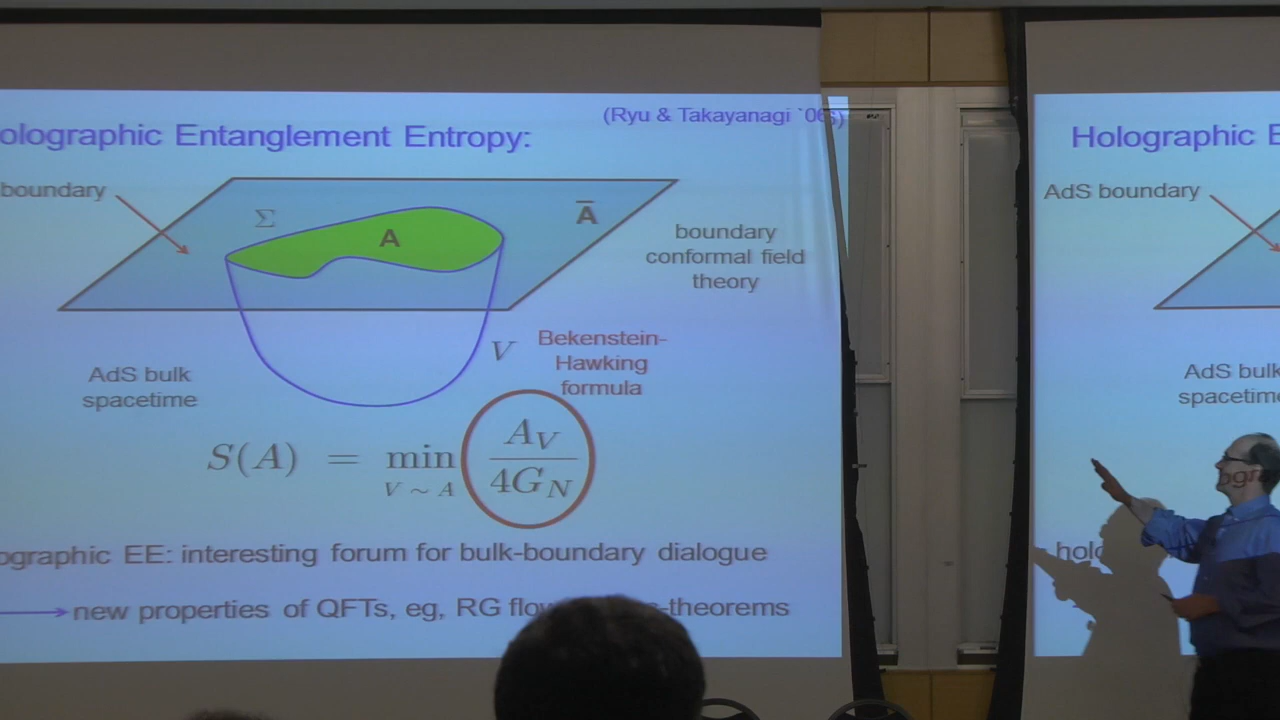 (Ryu & Takayanagi `06)
olographic Entanglement Entropy:
boundary
Σ
A
A̅
boundary
conformal field
theory
V
Bekenstein-
Hawking
formula
AdS bulk
spacetime
S(A) = min A_V
V ~ A 4G_N
ographic EE: interesting forum for bulk-boundary dialogue
new properties of QFTs, eg, RG -theorems
Holographic E
AdS boundary
AdS bulk
spacetim
holo